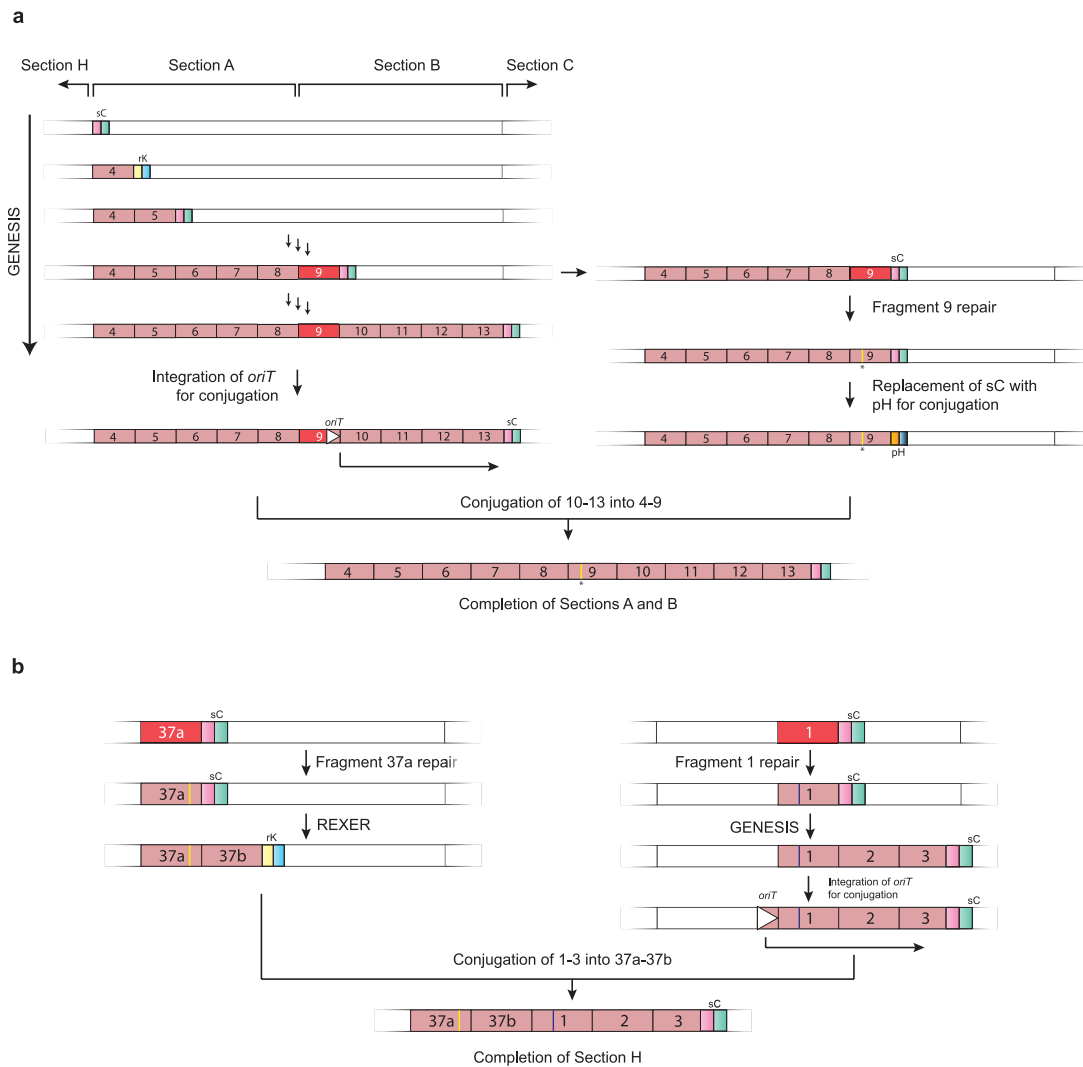 a
Section H
Section A
Section B
Section C
GENESIS
sC
rK
4
4 5
4 5 6 7 8 9
4 5 6 7 8 9 10 11 12 13
Integration of oriT
for conjugation
oriT
sC
4 5 6 7 8 9 10 11 12 13
sC
4 5 6 7 8 9
Fragment 9 repair
4 5 6 7 8 9
*
Replacement of sC with
pH for conjugation
4 5 6 7 8 9
*
pH
Conjugation of 10-13 into 4-9
4 5 6 7 8 9 10 11 12 13
*
Completion of Sections A and B
b
sC
37a
Fragment 37a repair
sC
37a
REXER
rK
37a 37b
sC
1
Fragment 1 repair
sC
1
GENESIS
sC
1 2 3
Integration of oriT
for conjugation
oriT
sC
1 2 3
Conjugation of 1-3 into 37a-37b
sC
37a 37b 1 2 3
Completion of Section H